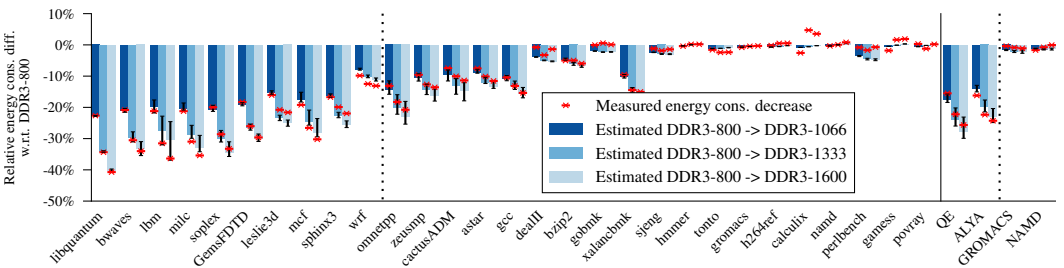 Relative energy cons. diff.
w.r.t. DDR3-800
10%
0%
-10%
-20%
-30%
-40%
-50%
Measured energy cons. decrease
Estimated DDR3-800 -> DDR3-1066
Estimated DDR3-800 -> DDR3-1333
Estimated DDR3-800 -> DDR3-1600
libquantum
bwaves
lbm
milc
soplex
GemsFDTD
leslie3d
mcf
sphinx3
wrf
omnetpp
zeusmp
cactusADM
astar
gcc
dealII
bzip2
gobmk
xalancbmk
sjeng
hmmer
tonto
gromacs
h264ref
calculix
namd
perlbench
gamess
povray
QE
ALYA
GROMACS
NAMD